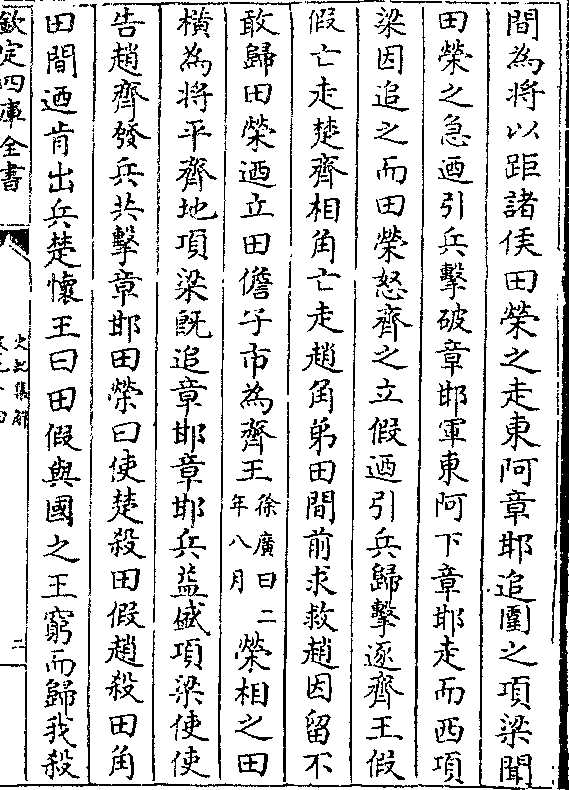 間為將以距諸侯田榮之走東阿章邯追圍之項梁聞
田榮之急迺引兵擊破章邯軍東阿下章邯走而西項
梁因追之而田榮怒齊之立假迺引兵歸擊逐齊王假
假亡走楚齊相角亡走趙角弟田間前求救趙因留不
敢歸田榮迺立田儋子市為齊王徐廣曰二年八月榮相之田
橫為將平齊地項梁既追章邯章邯兵益盛項梁使使
告趙齊發兵共擊章邯田榮曰使楚殺田假趙殺田角
田間迺肯出兵楚懷王曰田假與國之王窮而歸我殺
欽定四庫全書
史記集解